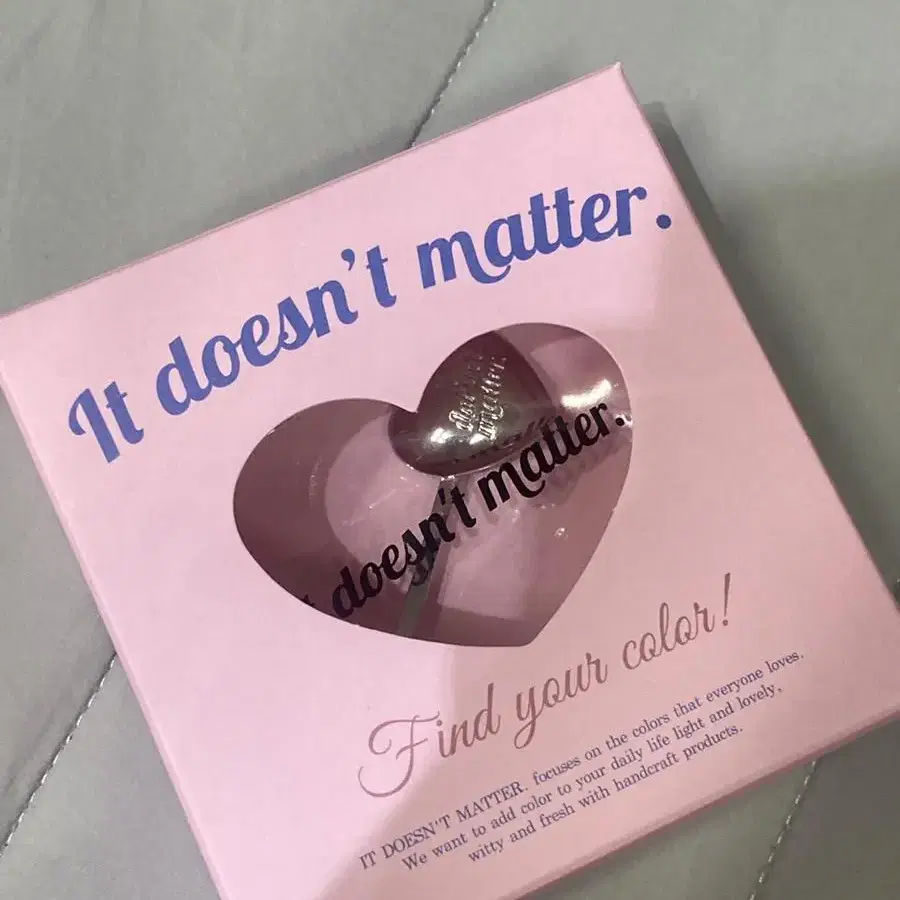 It doesn't matter.
doesn't matter.
Find your color!
IT DOESN'T MATTER. focuses on the colors that everyone loves.
We want to add color to your daily life light and lovely,
witty and fresh with handcraft products.